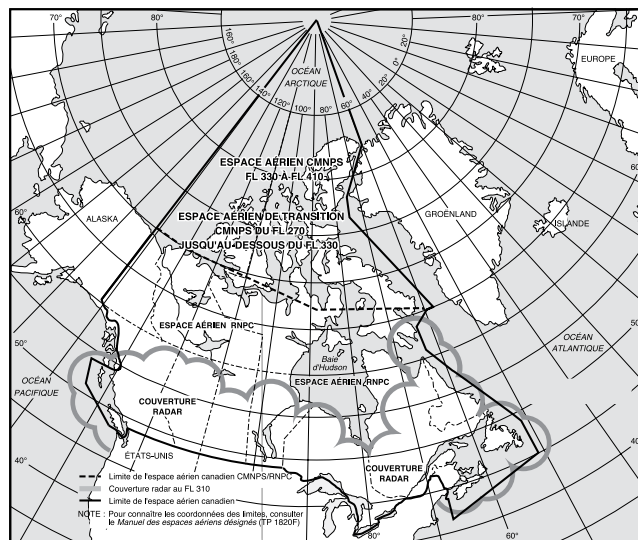 70°
80°
80°
70°
160°
180°
160°
140°
120°
100°
80°
60°
40°
20°
0°
20°
OCÉAN
ARCTIQUE
EUROPE
ESPACE AÉRIEN CMNPS
FL 330 À FL 410
ESPACE AÉRIEN DE TRANSITION
CMNPS DU FL 270
JUSQU'AU-DESSOUS DU FL 330
ALASKA
GROËNLAND
ISLANDE
60°
60°
50°
50°
ESPACE AÉRIEN RNPC
Baie
d'Hudson
ESPACE AÉRIEN RNPC
OCÉAN
ATLANTIQUE
OCÉAN
PACIFIQUE
COUVERTURE
RADAR
40°
40°
ÉTATS-UNIS
COUVERTURE
RADAR
Limite de l'espace aérien canadien CMNPS/RNPC
Couverture radar au FL 310
Limite de l'espace aérien canadien
NOTE : Pour connaître les coordonnées des limites, consulter
le Manuel des espaces aériens désignés (TP 1820F)
80°
60°